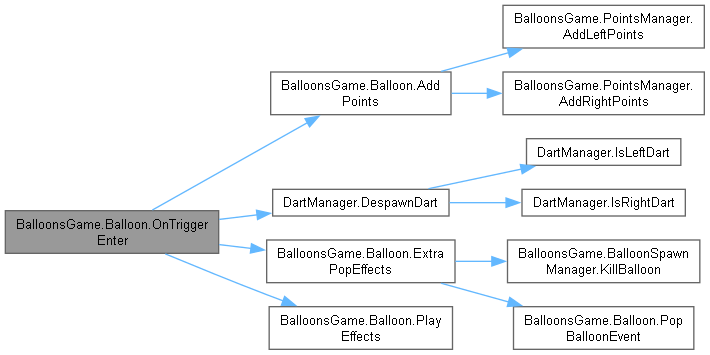 BalloonsGame.PointsManager.
AddLeftPoints
BalloonsGame.Balloon.Add
Points
BalloonsGame.PointsManager.
AddRightPoints
DartManager.IsLeftDart
DartManager.DespawnDart
DartManager.IsRightDart
BalloonsGame.Balloon.OnTrigger
Enter
BalloonsGame.Balloon.Extra
PopEffects
BalloonsGame.BalloonSpawn
Manager.KillBalloon
BalloonsGame.Balloon.Play
Effects
BalloonsGame.Balloon.Pop
BalloonEvent